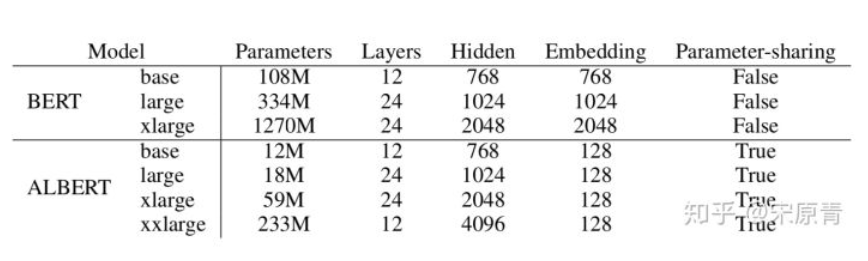 Model Parameters Layers Hidden Embedding Parameter-sharing
base 108M 12 768 768 False
BERT large 334M 24 1024 1024 False
xlarge 1270M 24 2048 2048 False
base 12M 12 768 128 True
large 18M 24 1024 128 True
ALBERT
xlarge 59M 24 2048 128 True
xxlarge 233M 12 4096 128 True
知乎 @宋原青